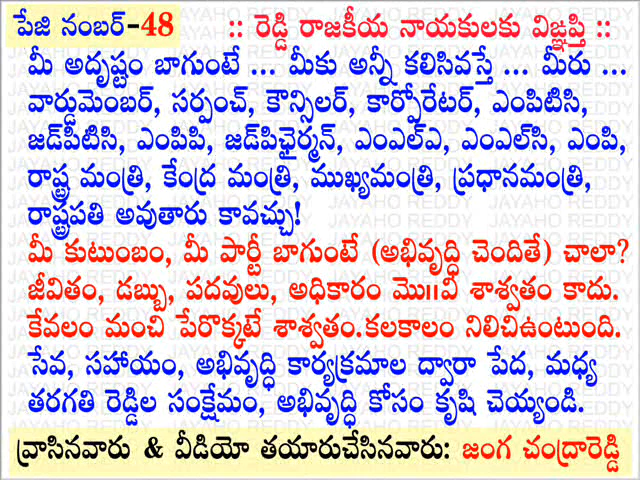 పేజి నంబర్-48 :: రెడ్డి రాజకీయ నాయకులకు విజ్ఞప్తి ::
మీ అదృష్టం బాగుంటే ... మీకు అన్నీ కలిసివస్తే ... మీరు ...
వార్డుమెంబర్, సర్పంచ్, కౌన్సిలర్, కార్పోరేటర్, ఎంపిటిసి,
జడ్‌పిటిసి, ఎంపిపి, జడ్‌పిఛైర్మన్, ఎంఎల్ఏ, ఎంఎల్‌సి, ఎంపి,
రాష్ట్ర మంత్రి, కేంద్ర మంత్రి, ముఖ్యమంత్రి, ప్రధానమంత్రి,
రాష్ట్రపతి అవుతారు కావచ్చు!
మీ కుటుంబం, మీ పార్టీ బాగుంటే (అభివృద్ధి చెందితే) చాలా?
జీవితం, డబ్బు, పదవులు, అధికారం మొ॥వి శాశ్వతం కాదు.
కేవలం మంచి పేరొక్కటే శాశ్వతం.కలకాలం నిలిచిఉంటుంది.
సేవ, సహాయం, అభివృద్ధి కార్యక్రమాల ద్వారా పేద, మధ్య
తరగతి రెడ్డిల సంక్షేమం, అభివృద్ధి కోసం కృషి చెయ్యండి.
వ్రాసినవారు & వీడియో తయారుచేసినవారు: జంగ చంద్రారెడ్డి